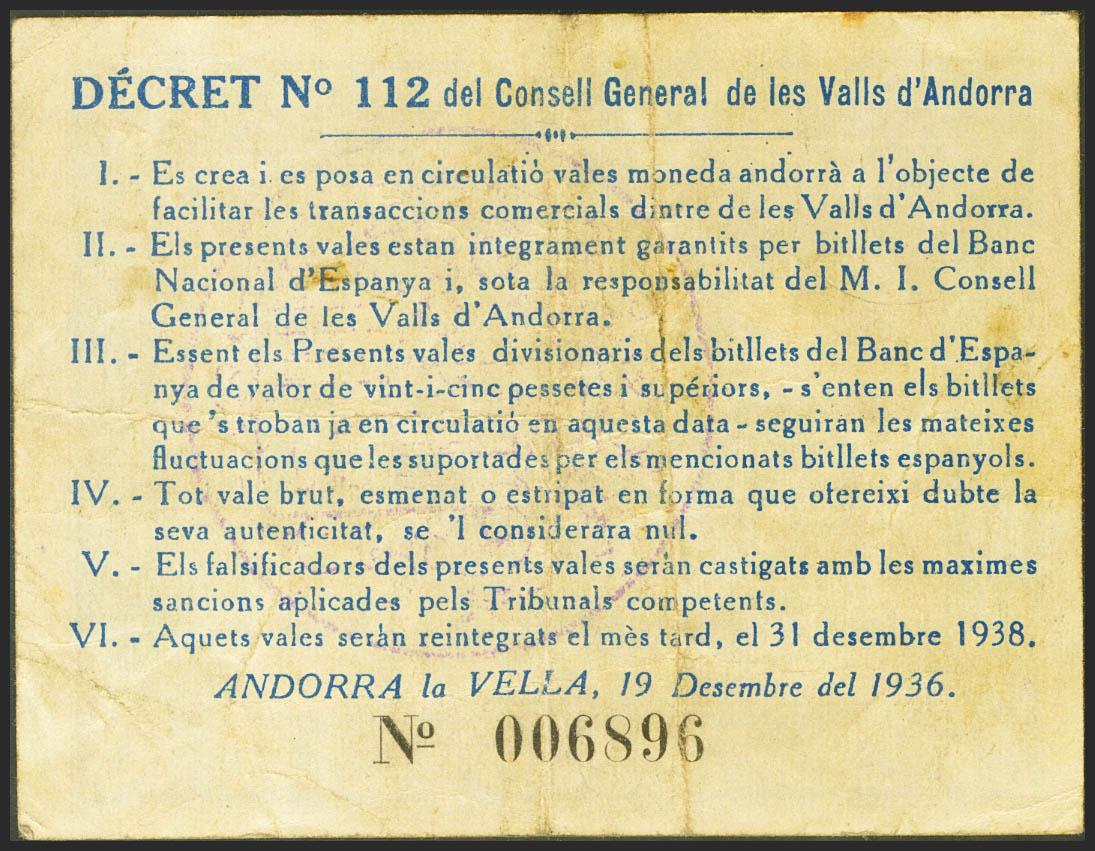 DÉCRET Nº 112 del Consell General de les Valls d'Andorra
I. - Es crea i es posa en circulatiò vales moneda andorrà a l'objecte de
facilitar les transaccions comercials dintre de les Valls d'Andorra.
II. - Els presents vales estan integrament garantits per bitllets del Banc
Nacional d'Espanya i, sota la responsabilitat del M. I. Consell
General de les Valls d'Andorra.
III. - Essent els Presents vales divisionaris dels bitllets del Banc d'Espa-
nya de valor de vint-i-cinc pessetes i supériors, - s'enten els bitllets
que 's troban ja en circulatió en aquesta data - seguiràn les mateixes
fluctuacions que les suportades per els mencionats bitllets espanyols.
IV. - Tot vale brut, esmenat o estripat en forma que ofereixi dubte la
seva autenticitat, se 'l considerara nul.
V. - Els falsificadors dels presents vales seràn castigats amb les maximes
sancions aplicades pels Tribunals competents.
VI. - Aquets vales seràn reintegrats el mès tard, el 31 desembre 1938.
ANDORRA la VELLA, 19 Desembre del 1936.
Nº 006896